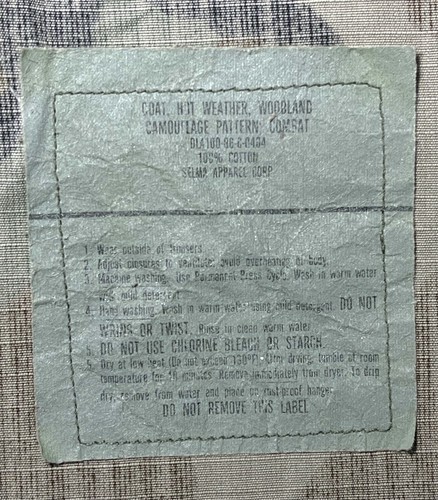 COAT, HOT WEATHER, WOODLAND
CAMOUFLAGE PATTERN: COMBAT
DLA100-86-C-0404
100% COTTON
SELMA APPAREL CORP
1. Wear outside of trousers.
2. Adjust closures to ventilate; avoid overheating of body.
3. Machine washing. Use Permanent Press Cycle. Wash in warm water
with mild detergent.
4. Hand washing. Wash in warm water using mild detergent. DO NOT
WRING OR TWIST. Rinse in clean warm water.
5. DO NOT USE CHLORINE BLEACH OR STARCH.
6. Dry at low heat (Do not exceed 130°F). After drying, tumble at room
temperature for 10 minutes. Remove immediately from dryer. To drip
dry, remove from water and place on rustproof hanger.
DO NOT REMOVE THIS LABEL